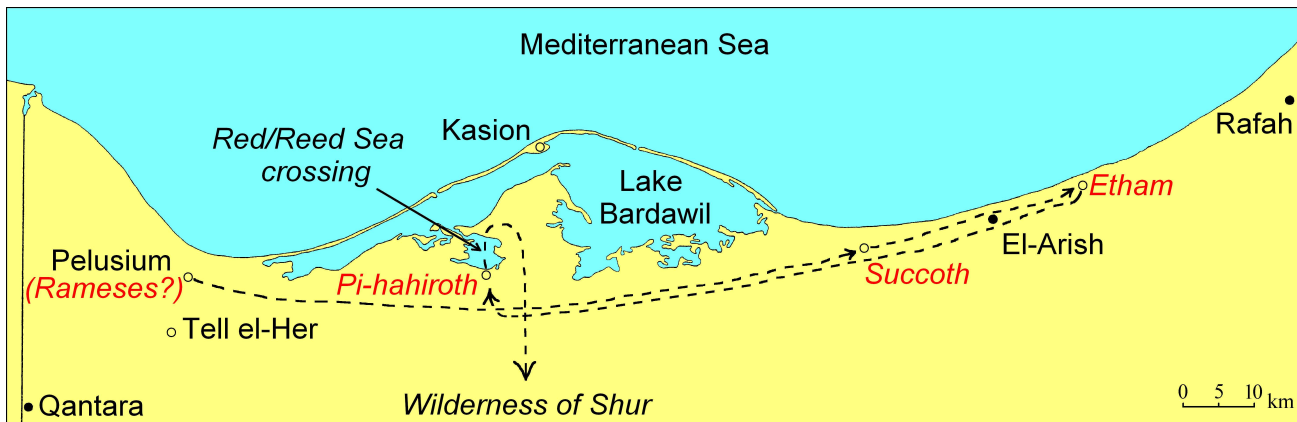 Mediterranean Sea
Rafah
Red/Reed Sea
crossing
Kasion
Lake
Bardawil
Etham
El-Arish
Pelusium
(Rameses?)
Pi-hahiroth
Succoth
Tell el-Her
Qantara
Wilderness of Shur
0 5 10
km